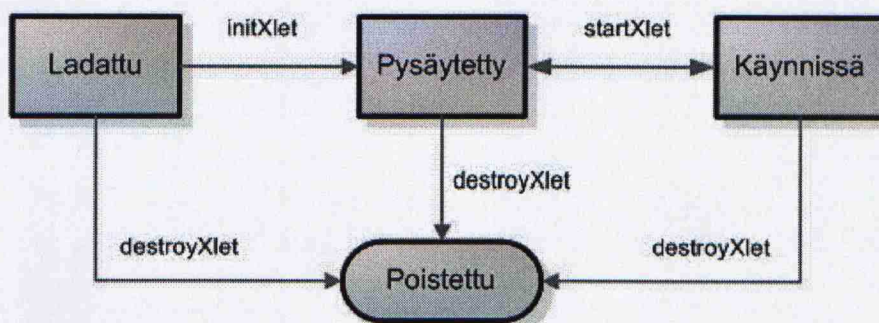 initXlet
startXlet
Ladattu
Pysäytetty
Käynnissä
destroyXlet
destroyXlet
destroyXlet
Poistettu